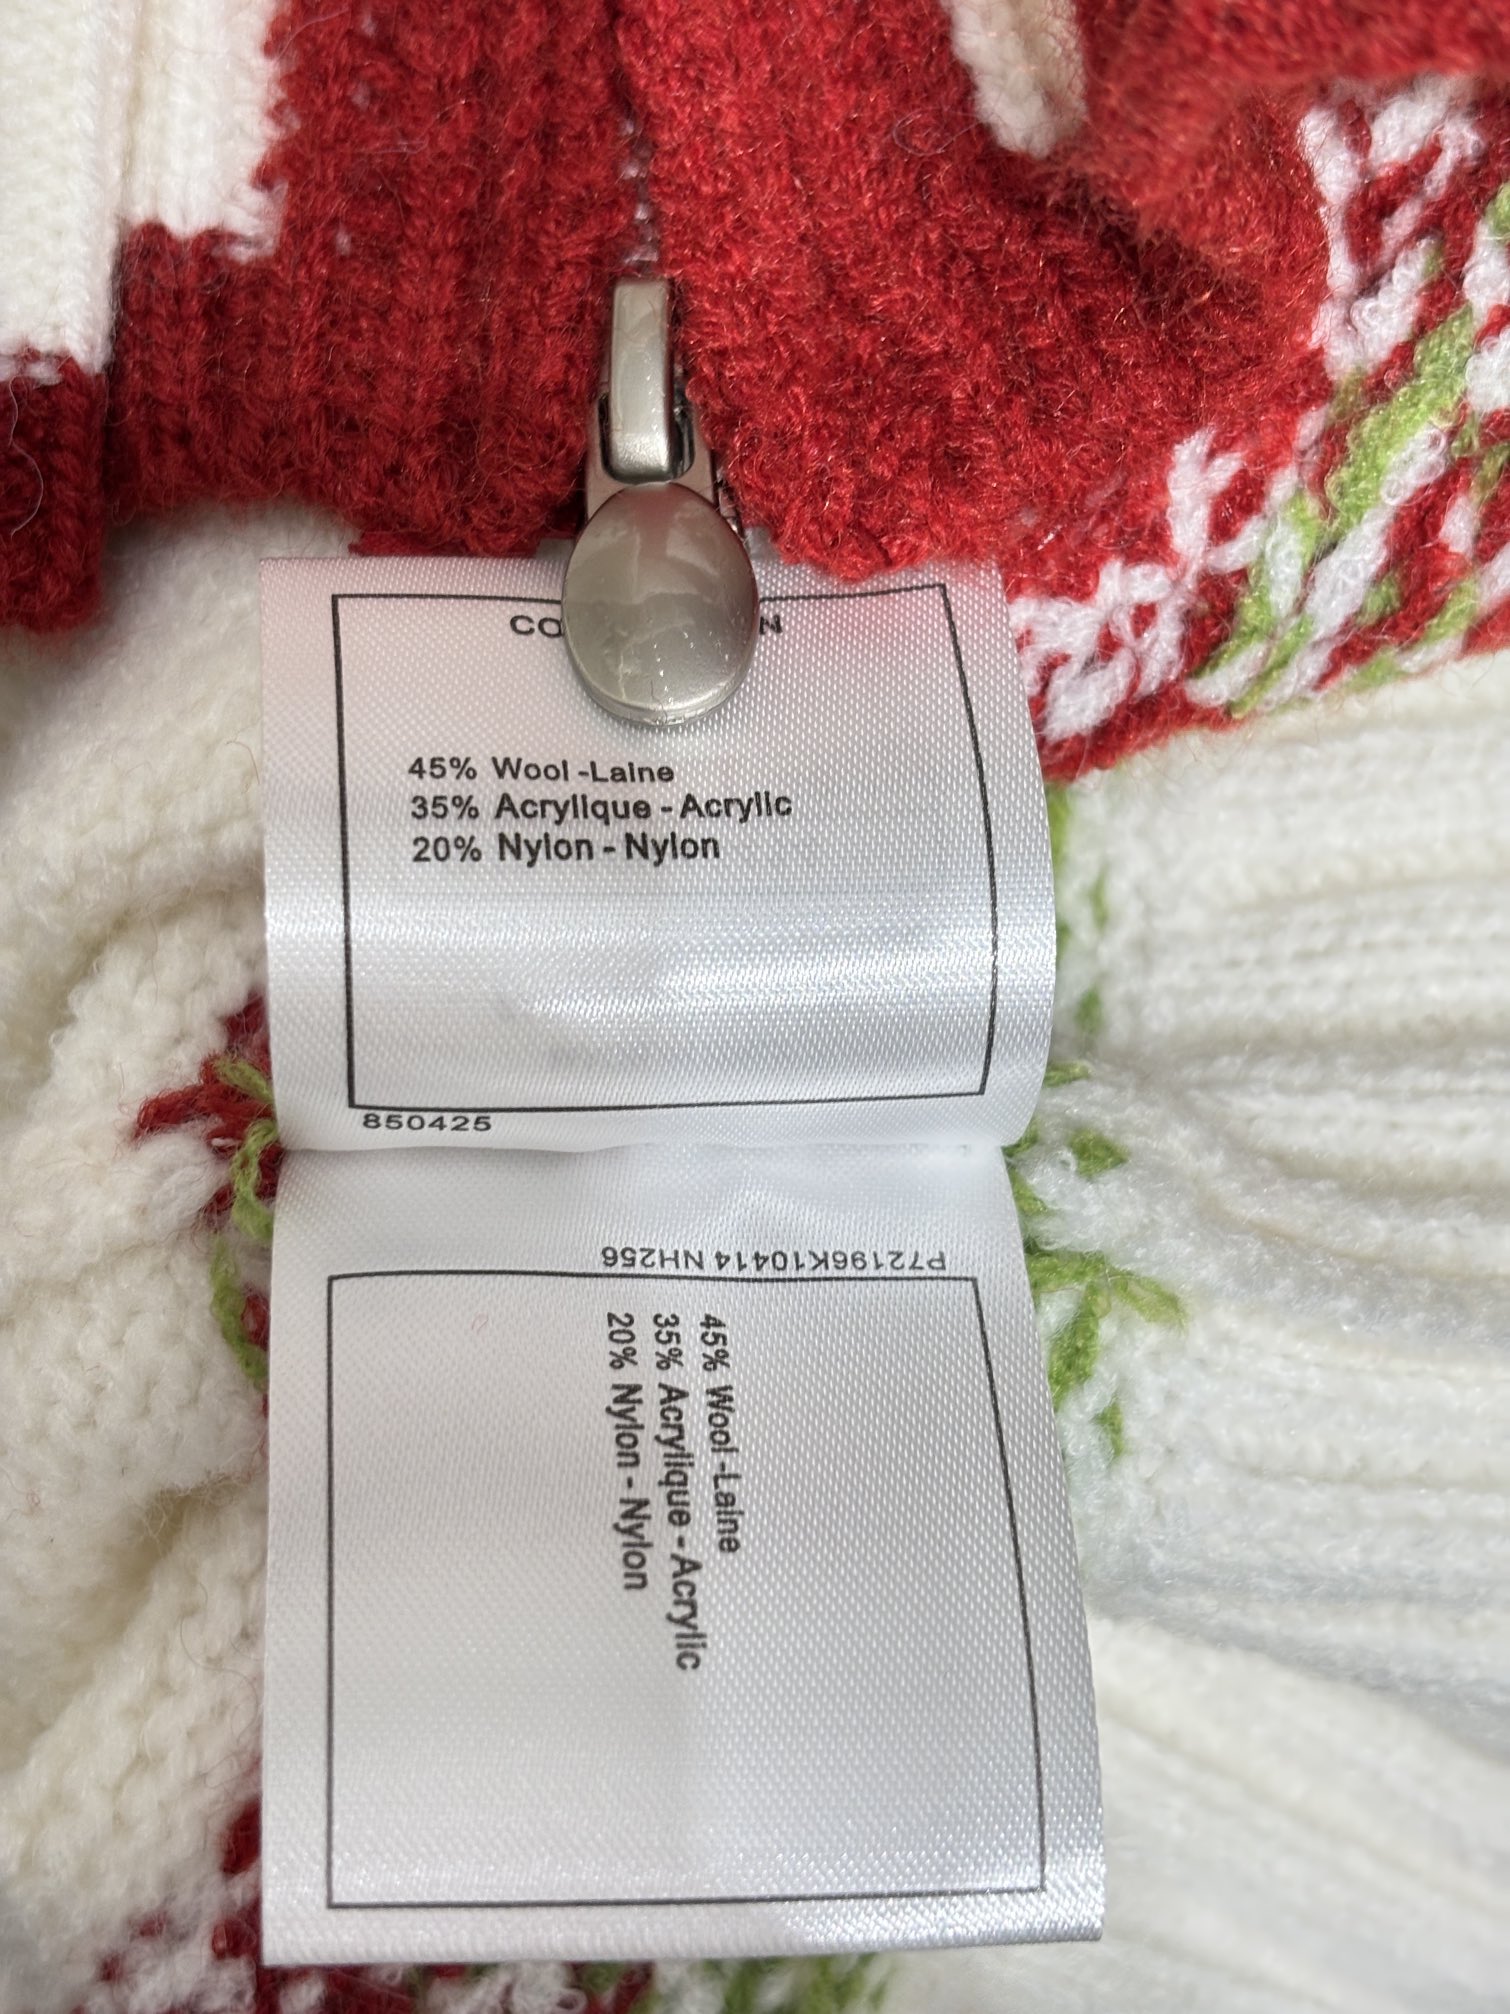 45% Wool -Laine
35% Acrylique - Acrylic
20% Nylon - Nylon
850425
P72196K10414 NH256
45% Wool -Laine
35% Acrylique - Acrylic
20% Nylon - Nylon